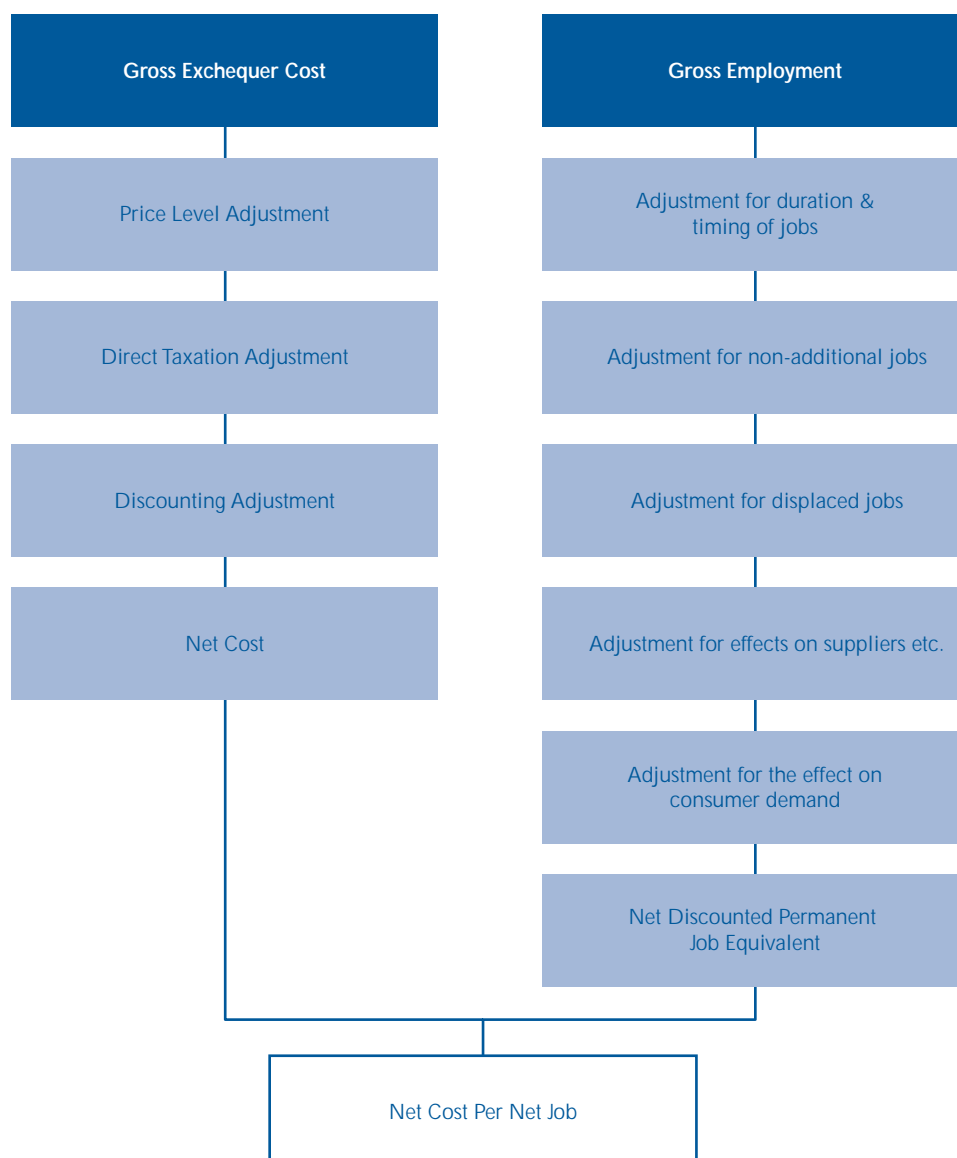 Gross Exchequer Cost
Price Level Adjustment
Direct Taxation Adjustment
Discounting Adjustment
Net Cost
Gross Employment
Adjustment for duration &
timing of jobs
Adjustment for non-additional jobs
Adjustment for displaced jobs
Adjustment for effects on suppliers etc.
Adjustment for the effect on
consumer demand
Net Discounted Permanent
Job Equivalent
Net Cost Per Net Job